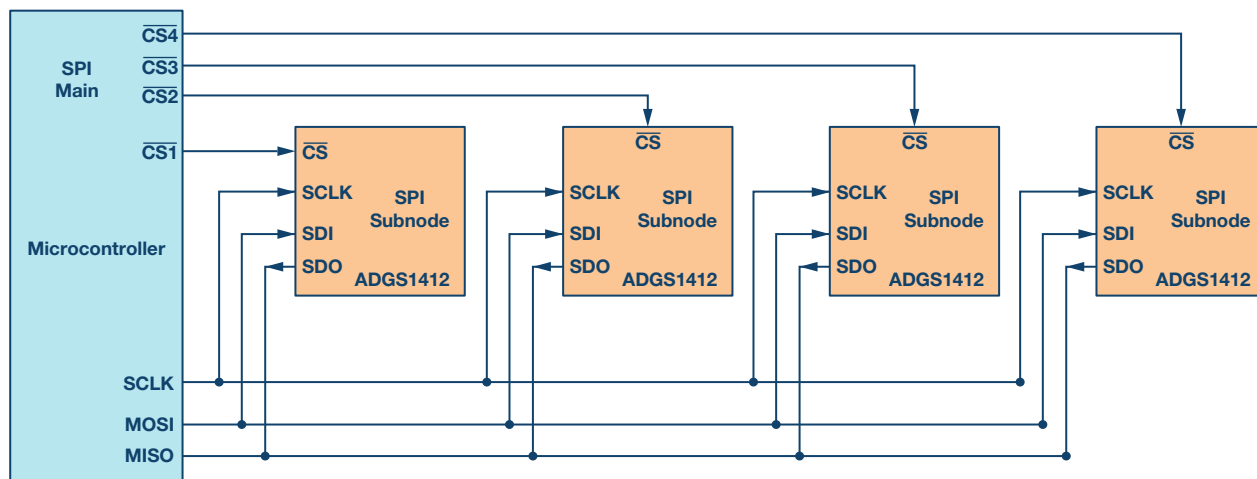 CS4
SPI
Main
CS3
CS2
CS1
Microcontroller
SCLK
MOSI
MISO
CS
SCLK
SDI
SDO
SPI
Subnode
ADGS1412
CS
SCLK
SDI
SDO
SPI
Subnode
ADGS1412
CS
SCLK
SDI
SDO
SPI
Subnode
ADGS1412
CS
SCLK
SDI
SDO
SPI
Subnode
ADGS1412